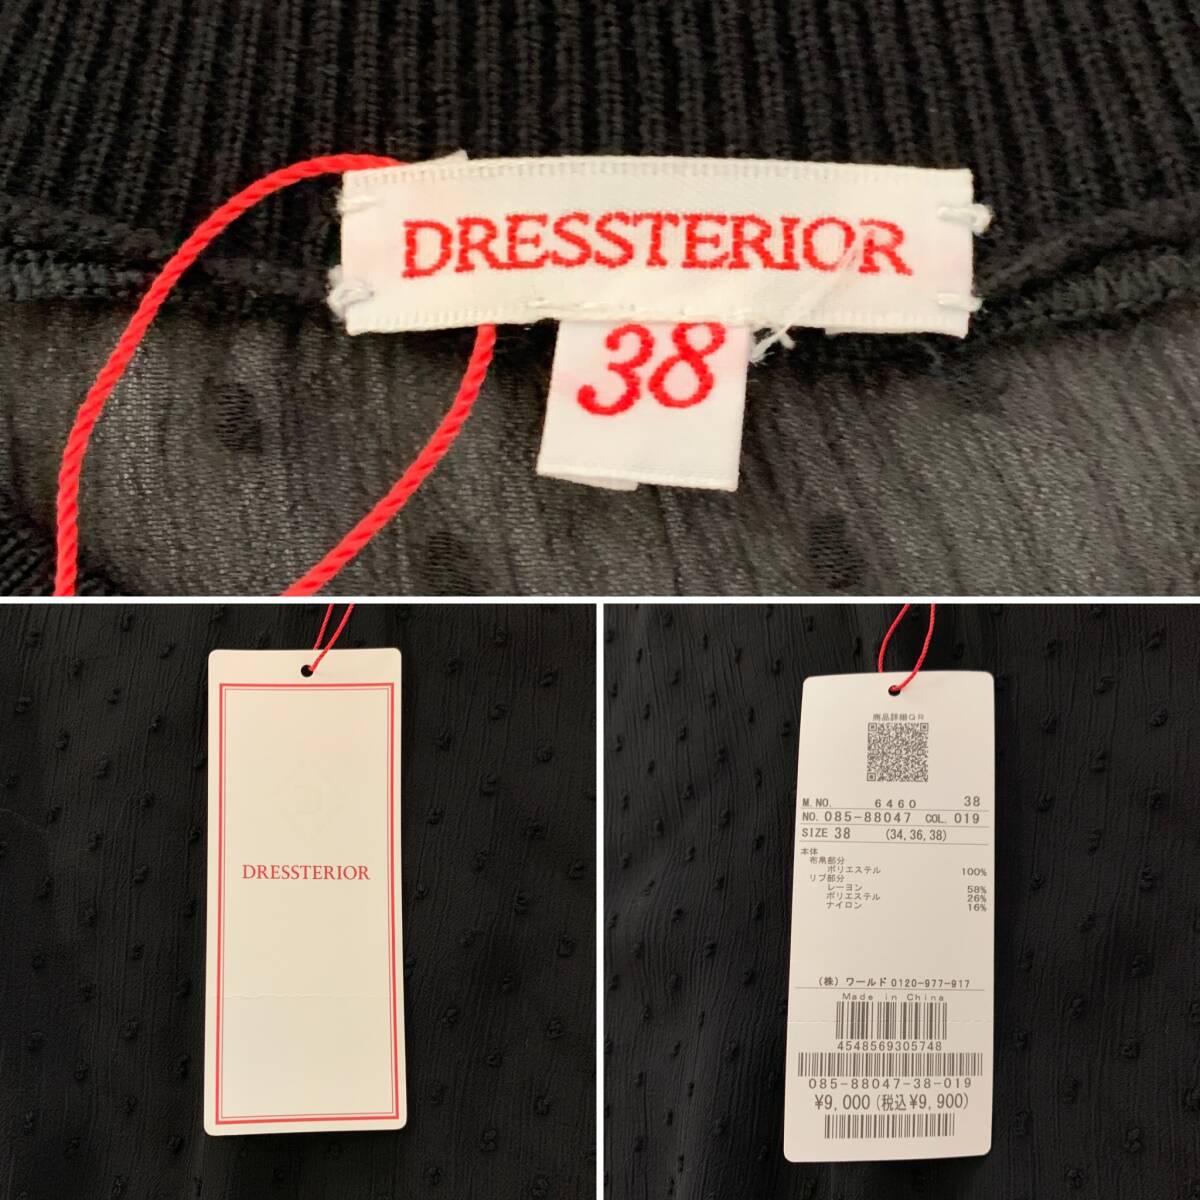 DRESSTERIOR
38
DRESSTERIOR
商品詳細QR
M.NO. 6460 38
NO. 085-88047 COL. 019
SIZE 38 (34,36,38)
本体
布帛部分
ポリエステル 100%
リブ部分
レーヨン 58%
ポリエステル 26%
ナイロン 16%
(株) ワールド 0120-977-917
Made in China
4548569305748
085-88047-38-019
¥9,000(税込¥9,900)